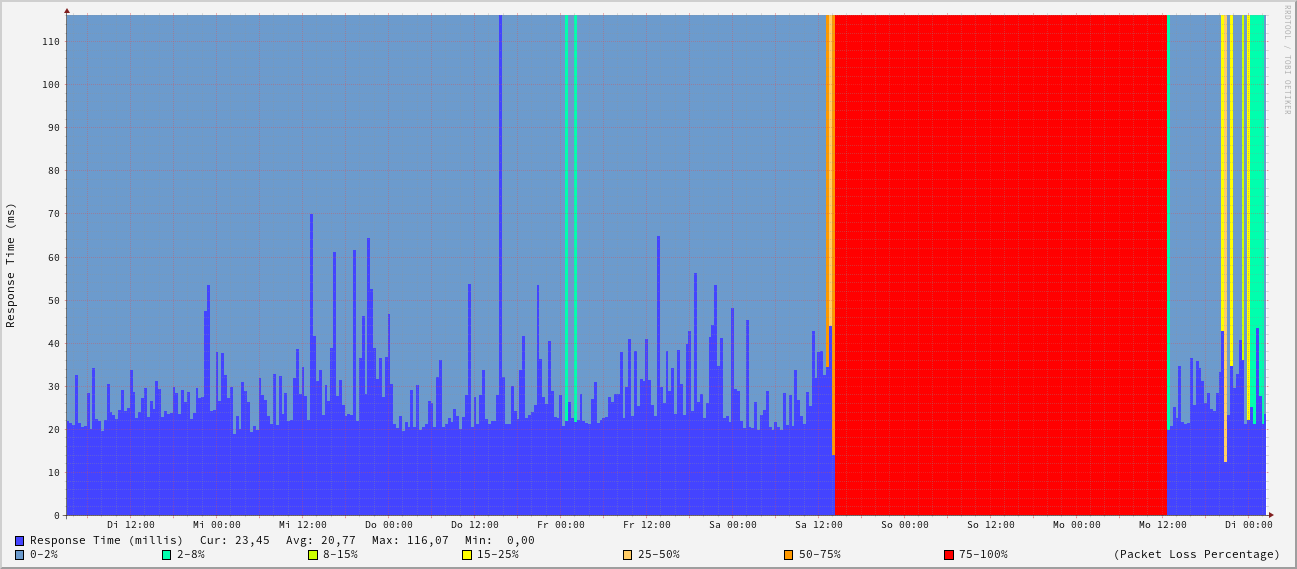 RRDTOOL / TOBI OETIKER
Response Time (ms)
110
100
90
80
70
60
50
40
30
20
10
0
Di 12:00 Mi 00:00 Mi 12:00 Do 00:00 Do 12:00 Fr 00:00 Fr 12:00 Sa 00:00 Sa 12:00 So 00:00 So 12:00 Mo 00:00 Mo 12:00 Di 00:00
Response Time (millis) Cur: 23,45 Avg: 20,77 Max: 116,07 Min: 0,00
0-2% 2-8% 8-15% 15-25% 25-50% 50-75% 75-100% (Packet Loss Percentage)